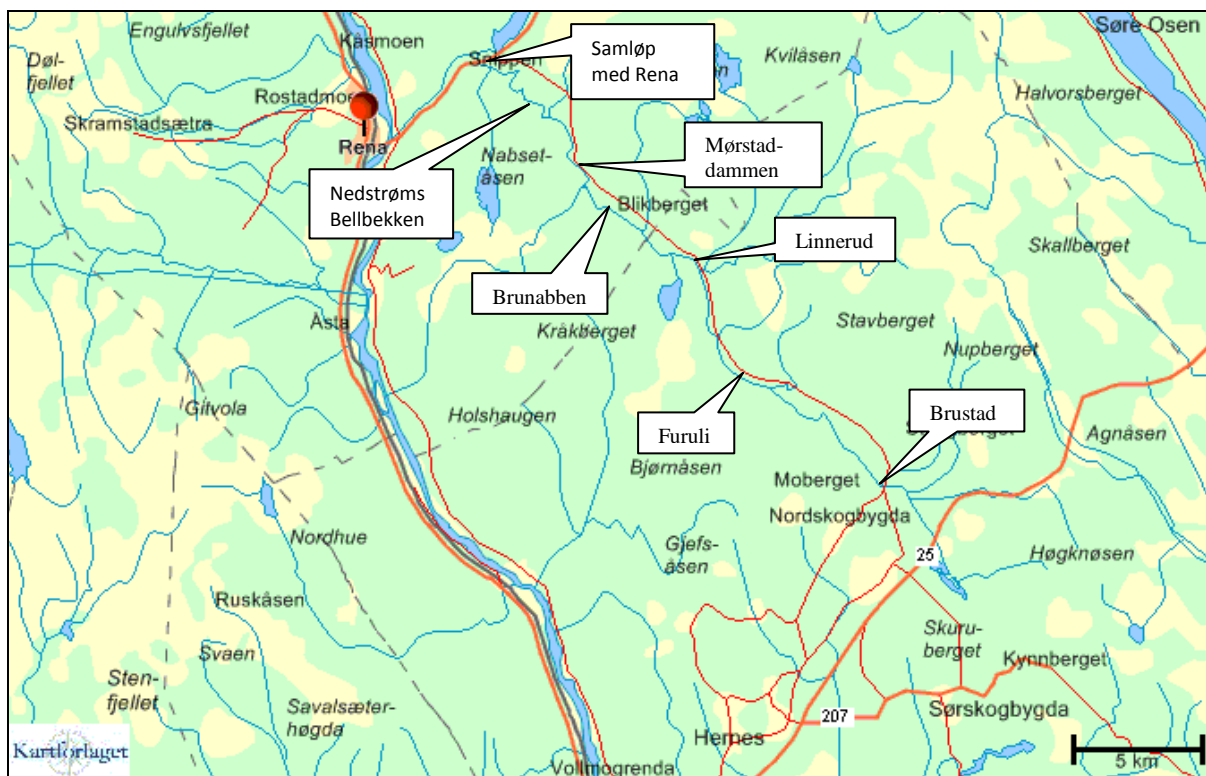 Engulvsfjellet
Kåsmoen
Søre Osen
Samløp
med Rena
Kvilåsen
Døl-
fjellet
Rostadmoen
Halvorsberget
Skramstadsætra
Rena
Mørstad-
dammen
Nabset-
åsen
Nedstrøms
Bellbekken
Blikberget
Linnerud
Skallberget
Brunabben
Åsta
Kråkberget
Stavberget
Nupberget
Gitvola
Holshaugen
Furuli
Brustad
Agnåsen
Bjørnåsen
Moberget
Nordskogbygda
Nordhue
Gjefs-
åsen
25
Høgknøsen
Ruskåsen
Svaen
Skuru-
berget
Kynnberget
Sten-
fjellet
Savalsæter-
høgda
207
Sørskogbygda
Hernes
Kartforlaget
Vollmogrenda
5 km